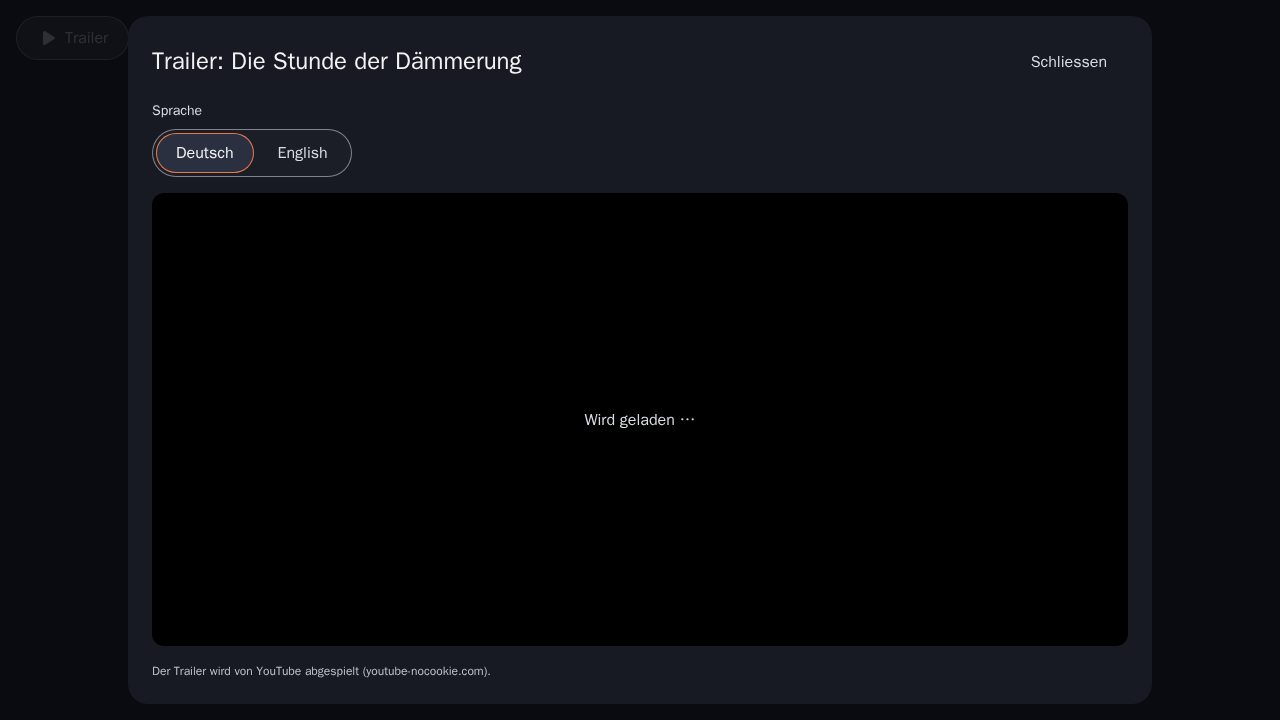 Trailer
Trailer: Die Stunde der Dämmerung
Schliessen
Sprache
Deutsch
English
Wird geladen …
Der Trailer wird von YouTube abgespielt (youtube-nocookie.com).